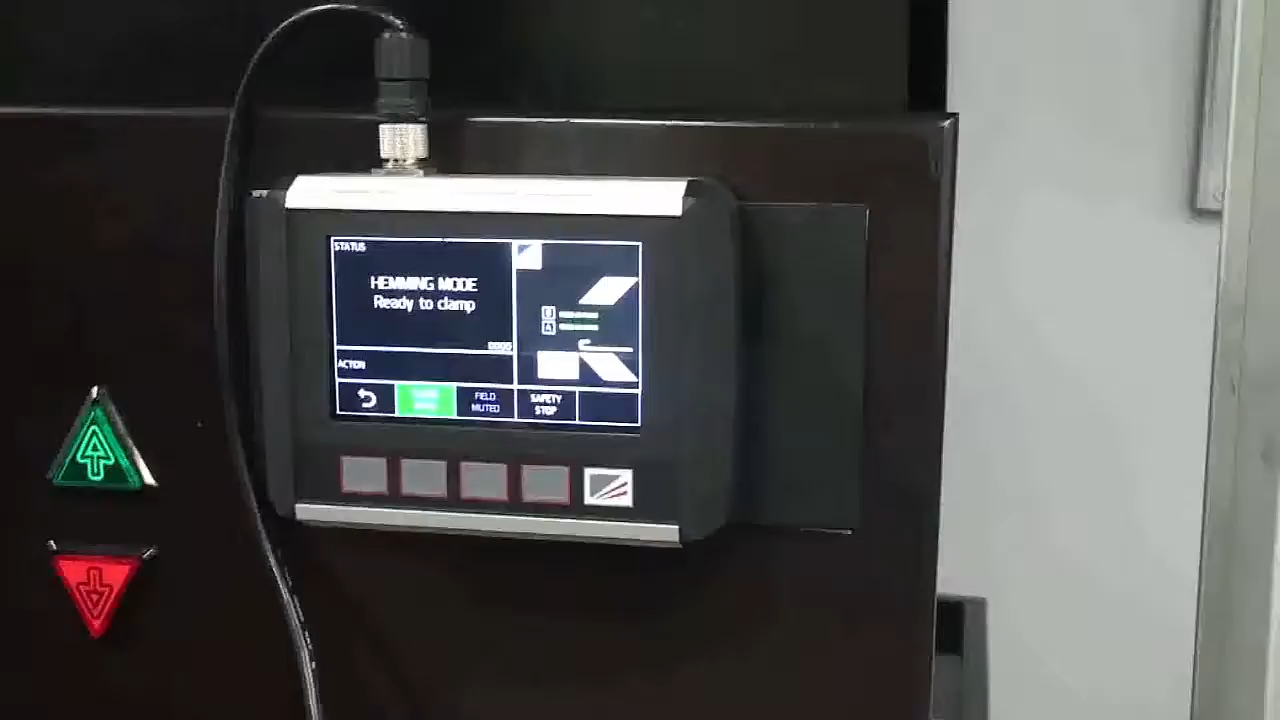 STATUS
HEMMING MODE
Ready to clamp
ACTION
FIELD
MUTED
SAFETY
STOP
B
A